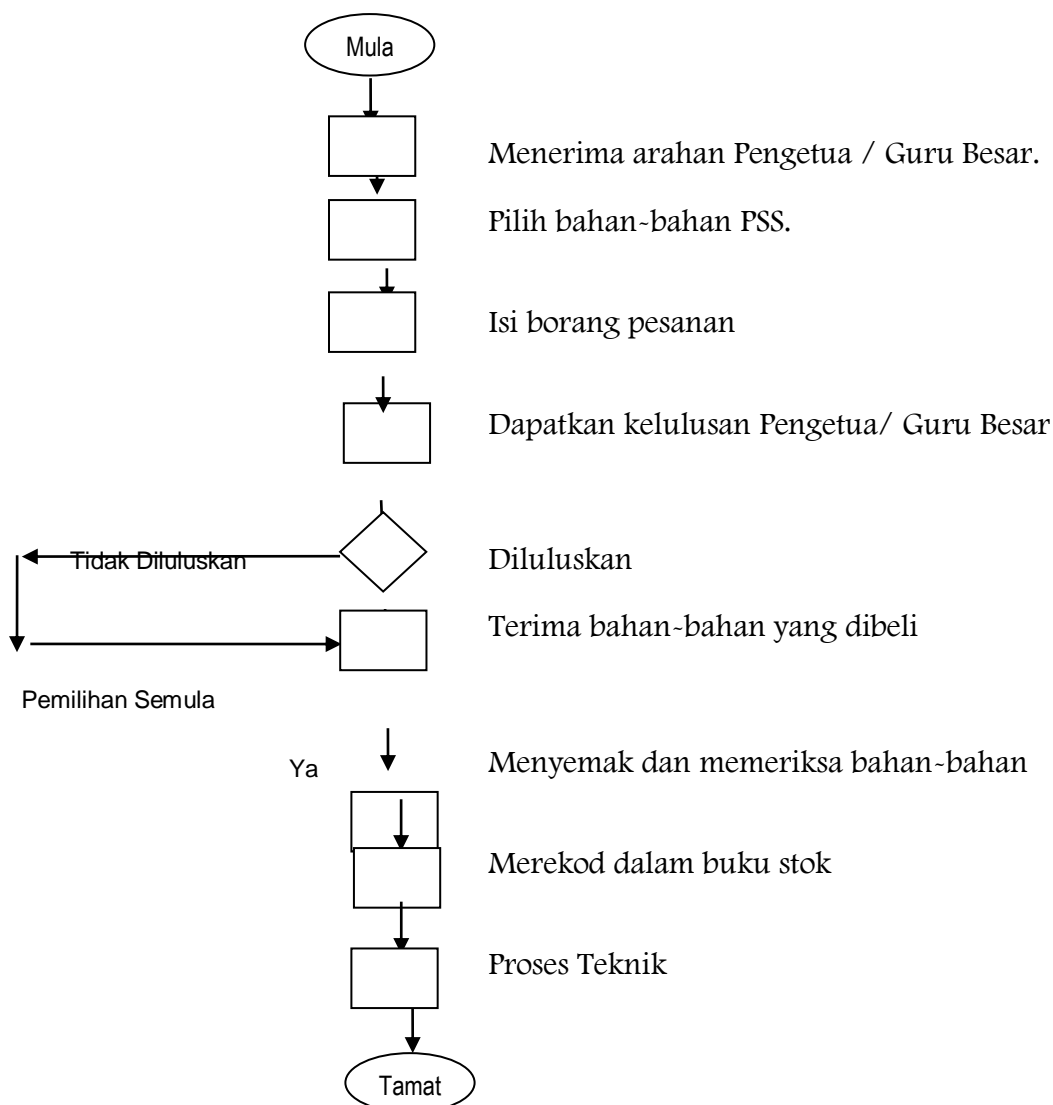 Mula
Menerima arahan Pengetua / Guru Besar.
Pilih bahan-bahan PSS.
Isi borang pesanan
Dapatkan kelulusan Pengetua/ Guru Besar
Tidak Diluluskan
Diluluskan
Terima bahan-bahan yang dibeli
Pemilihan Semula
Ya
Menyemak dan memeriksa bahan-bahan
Merekod dalam buku stok
Proses Teknik
Tamat